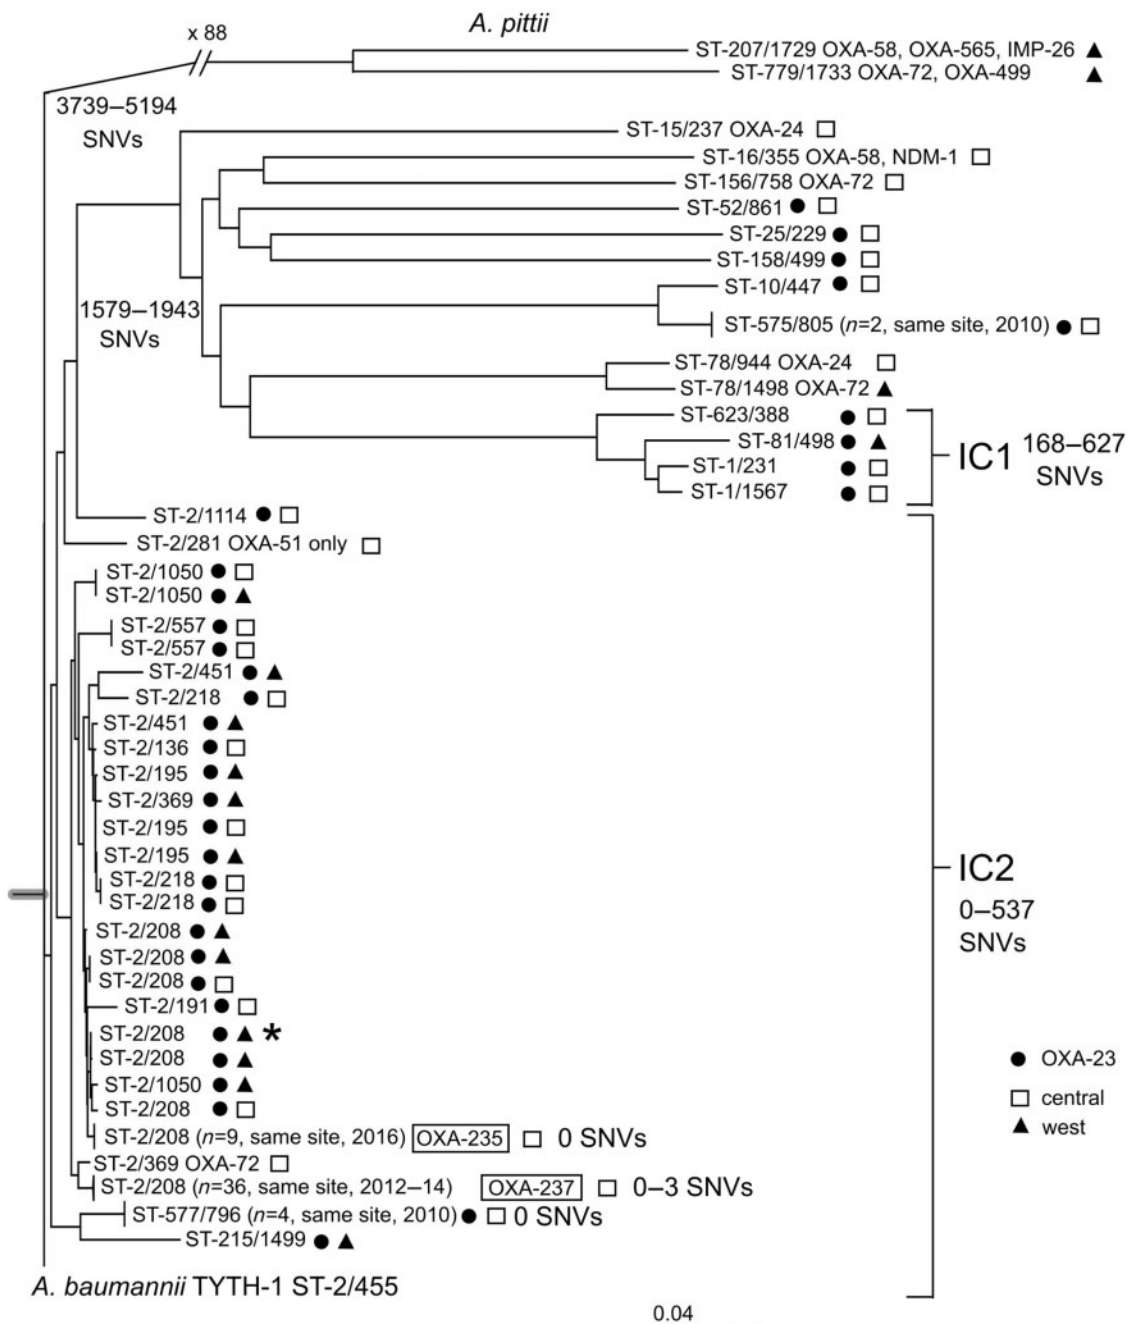 A. pittii
x 88
ST-207/1729 OXA-58, OXA-565, IMP-26
ST-779/1733 OXA-72, OXA-499
3739–5194
SNVs
ST-15/237 OXA-24
ST-16/355 OXA-58, NDM-1
ST-156/758 OXA-72
ST-52/861
ST-25/229
ST-158/499
ST-10/447
1579–1943
SNVs
ST-575/805 (n=2, same site, 2010)
ST-78/944 OXA-24
ST-78/1498 OXA-72
ST-623/388
ST-81/498
ST-1/231
ST-1/1567
IC1 168–627
SNVs
ST-2/1114
ST-2/281 OXA-51 only
ST-2/1050
ST-2/1050
ST-2/557
ST-2/557
ST-2/451
ST-2/218
ST-2/451
ST-2/136
ST-2/195
ST-2/369
ST-2/195
ST-2/195
ST-2/218
ST-2/218
IC2
0–537
SNVs
ST-2/208
ST-2/208
ST-2/208
ST-2/191
ST-2/208 *
ST-2/208
ST-2/1050
ST-2/208
OXA-23
central
west
ST-2/208 (n=9, same site, 2016) OXA-235 0 SNVs
ST-2/369 OXA-72
ST-2/208 (n=36, same site, 2012–14) OXA-237 0–3 SNVs
ST-577/796 (n=4, same site, 2010) 0 SNVs
ST-215/1499
A. baumannii TYTH-1 ST-2/455
0.04